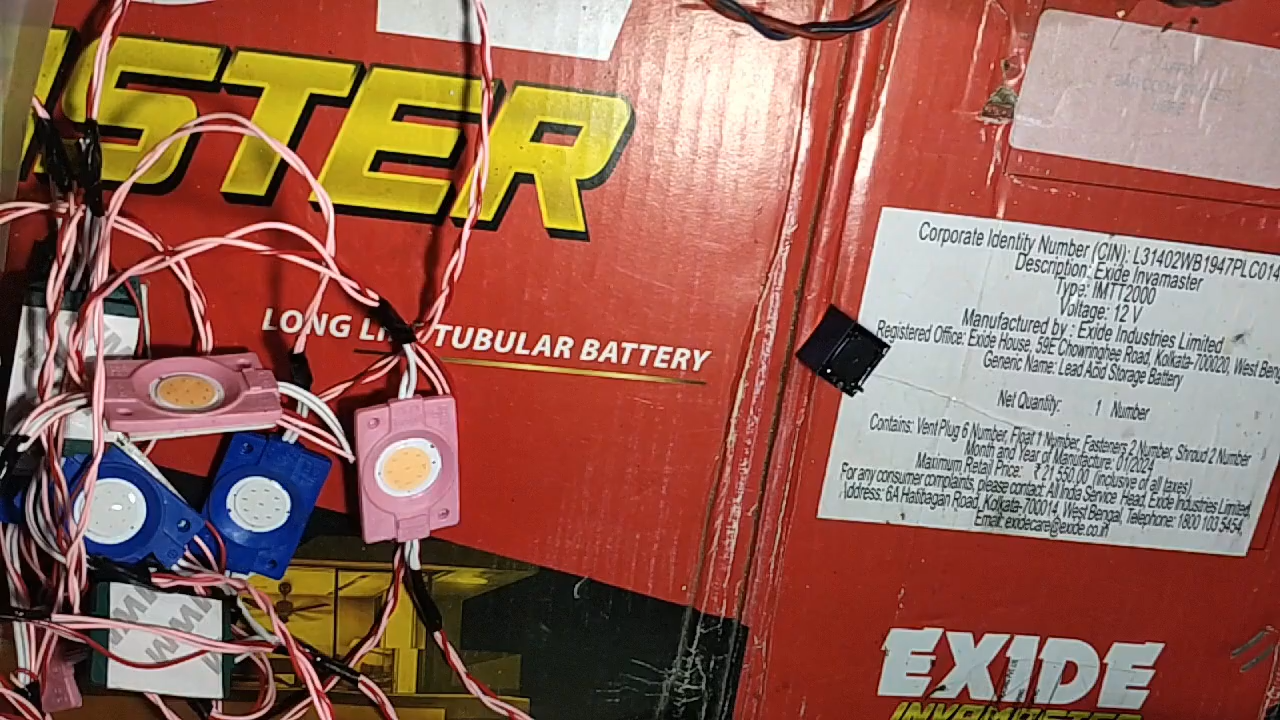 STER
LONG LI
TUBULAR BATTERY
Corporate Identity Number (CIN): L31402WB1947PLC014
Description: Exide Invamaster
Type: IMTT2000
Voltage: 12 V
Manufactured by : Exide Industries Limited
Registered Office: Exide House, 59E Chowringhee Road, Kolkata-700020, West Beng
Generic Name: Lead Acid Storage Battery
Net Quantity: 1 Number
Contains: Vent Plug 6 Number, Float 1 Number, Fasteners 2 Number, Shroud 2 Number
Month and Year of Manufacture: 01/2024
Maximum Retail Price: ₹ 21,550.00 (inclusive of all taxes)
For any consumer complaints, please contact: All India Service Head, Exide Industries Limited,
Address: 6A Hatibagan Road, Kolkata-700014, West Bengal, Telephone: 1800 103 5454,
Email: exidecare@exide.co.in
EXIDE
INVAMASTER